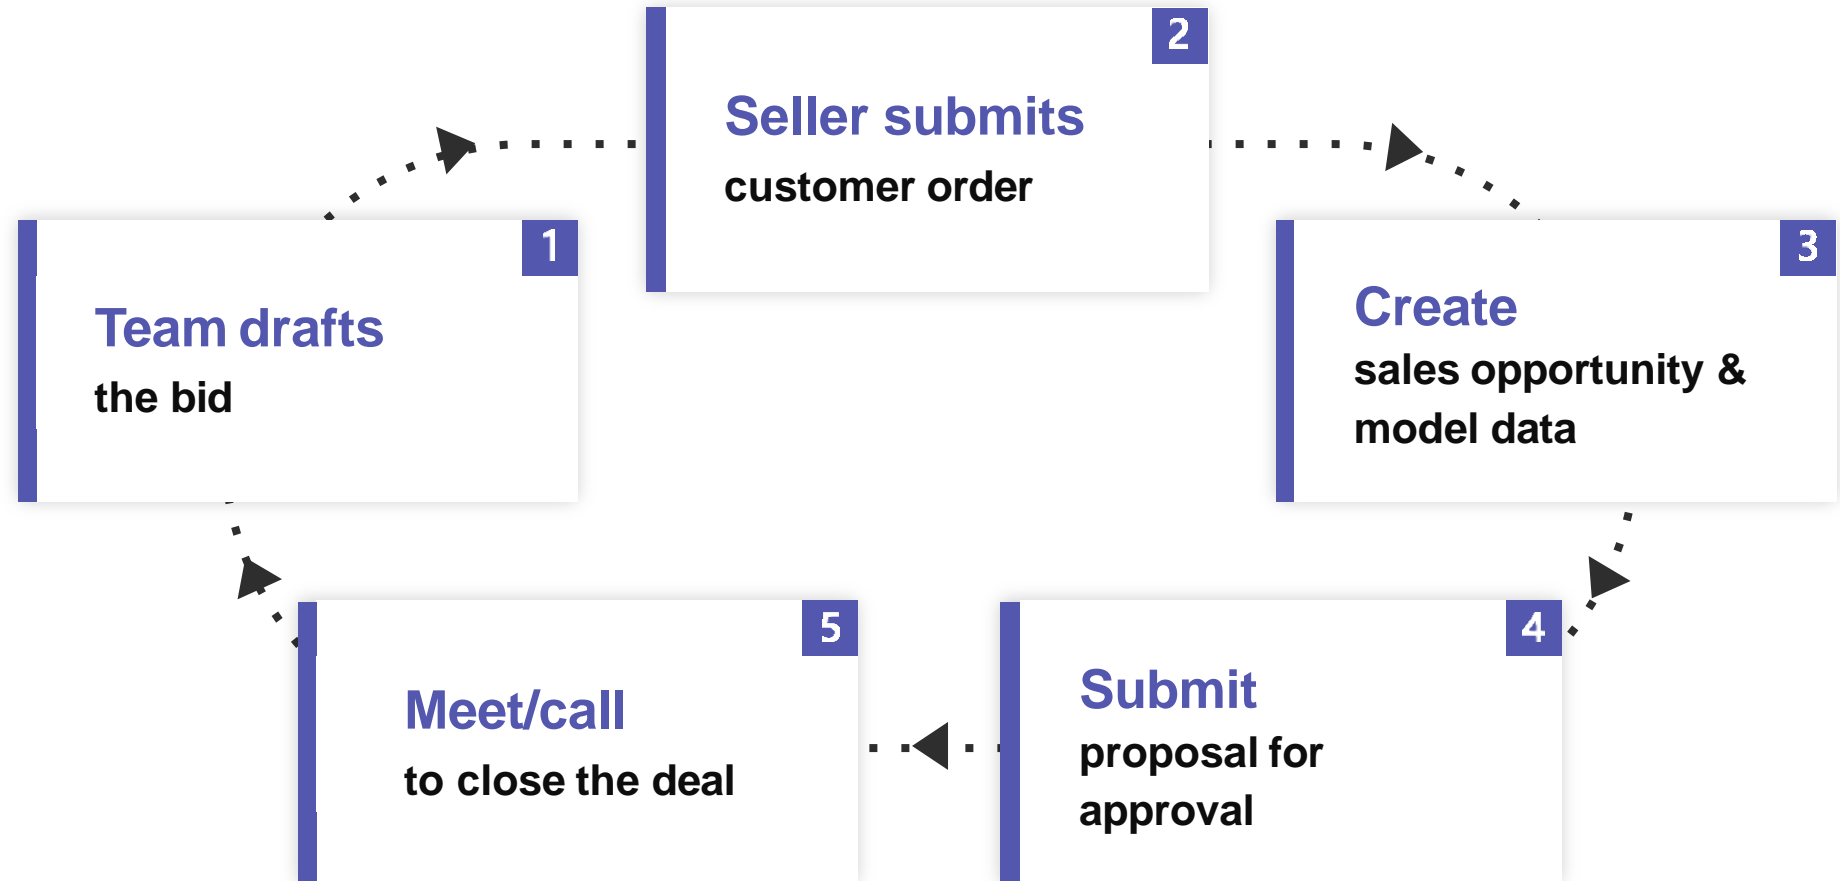 1
Team drafts
the bid
2
Seller submits
customer order
3
Create
sales opportunity &
model data
4
Submit
proposal for
approval
5
Meet/call
to close the deal